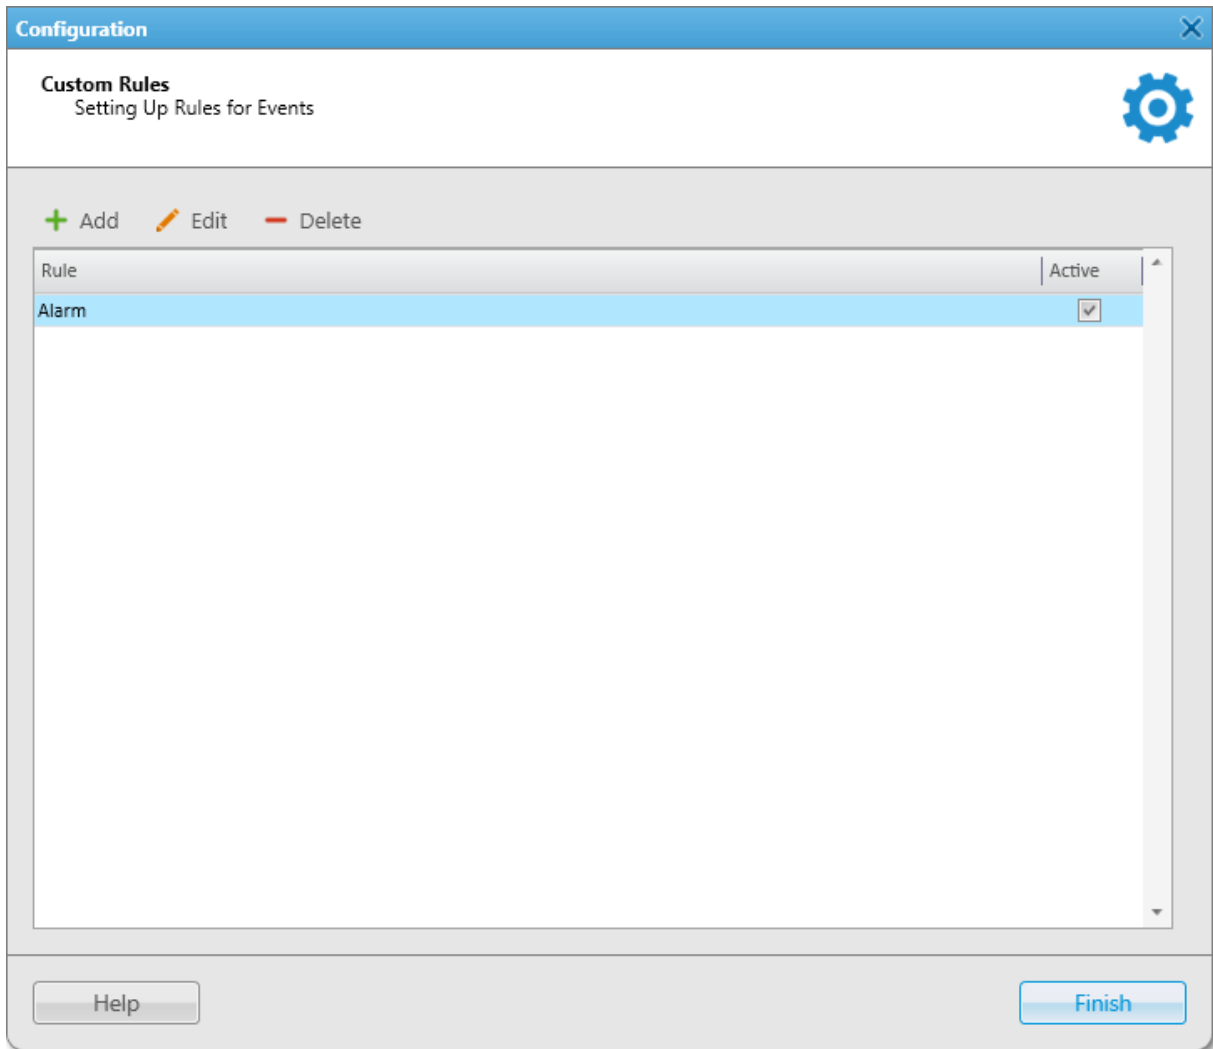 Configuration
Custom Rules
Setting Up Rules for Events
Add Edit Delete
Rule Active
Alarm
Help Finish